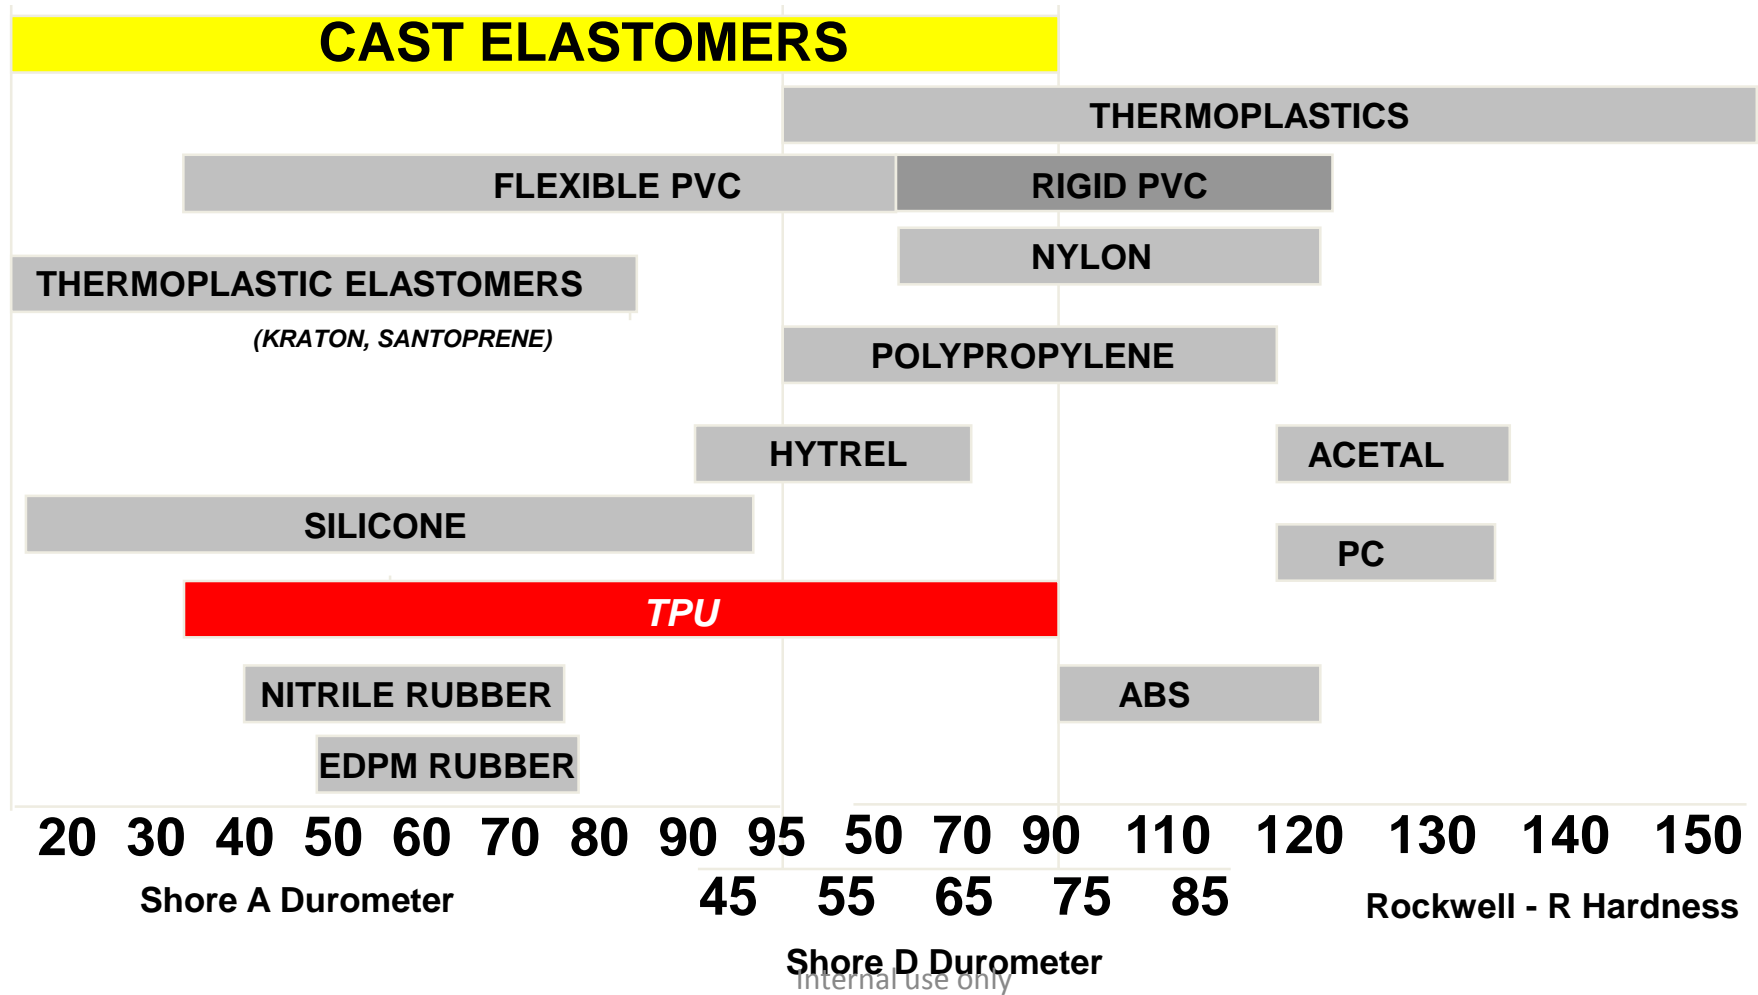 CAST ELASTOMERS
THERMOPLASTICS
FLEXIBLE PVC RIGID PVC
NYLON
THERMOPLASTIC ELASTOMERS
(KRATON, SANTOPRENE)
POLYPROPYLENE
HYTREL ACETAL
SILICONE
PC
TPU
NITRILE RUBBER ABS
EDPM RUBBER
20 30 40 50 60 70 80 90 95 50 70 90 110 120 130 140 150
45 55 65 75 85
Shore A Durometer Rockwell - R Hardness
Shore D Durometer
Internal use only